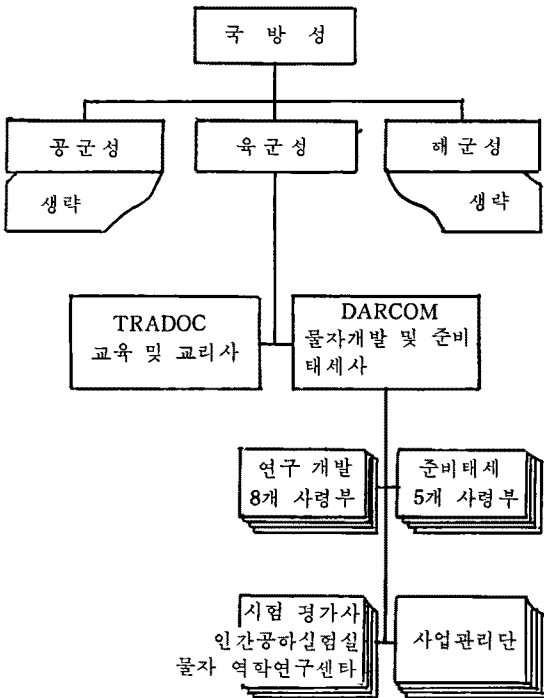 국 방 성
공군성
육군성
해군성
생략
생략
TRADOC
교육 및 교리사
DARCOM
물자개발 및 준비
태세사
연구 개발
8개 사령부
준비태세
5개 사령부
시험 평가사
인간공하실험실
물자 역학연구센타
사업관리단